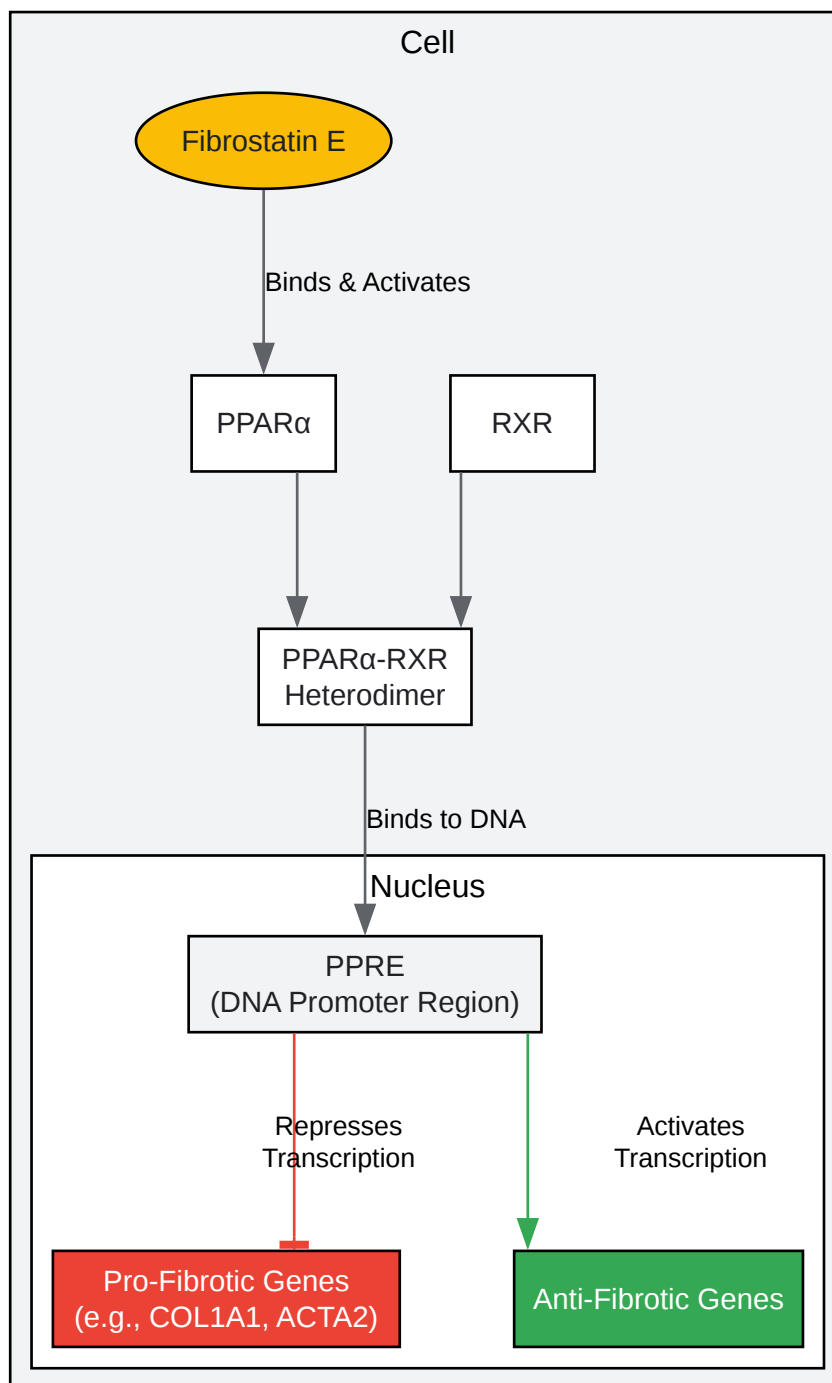 Cell
Fibrostatin E
Binds & Activates
PPARα
RXR
PPARα-RXR
Heterodimer
Binds to DNA
Nucleus
PPRE
(DNA Promoter Region)
Represses
Transcription
Activates
Transcription
Pro-Fibrotic Genes
(e.g., COL1A1, ACTA2)
Anti-Fibrotic Genes